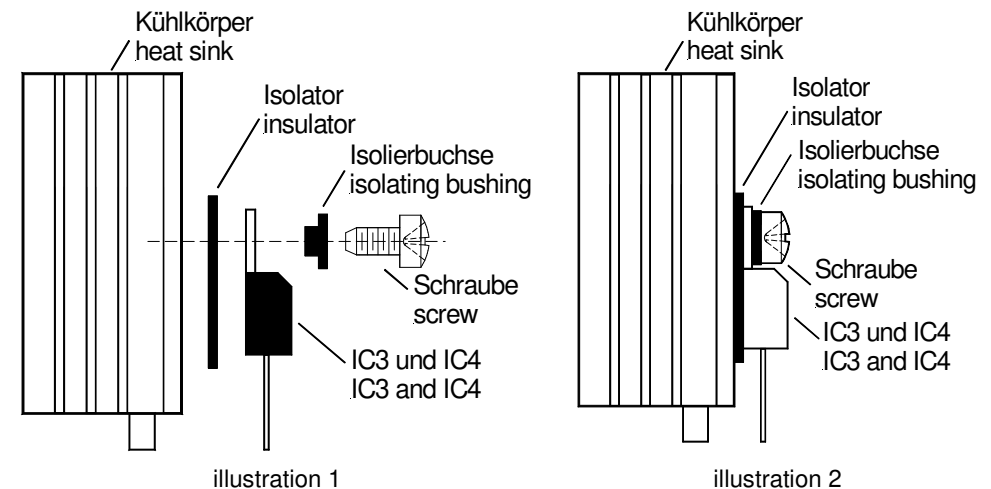 Kühlkörper
heat sink
Isolator
insulator
Isolierbuchse
isolating bushing
Schraube
screw
IC3 und IC4
IC3 and IC4
illustration 1
Kühlkörper
heat sink
Isolator
insulator
Isolierbuchse
isolating bushing
Schraube
screw
IC3 und IC4
IC3 and IC4
illustration 2